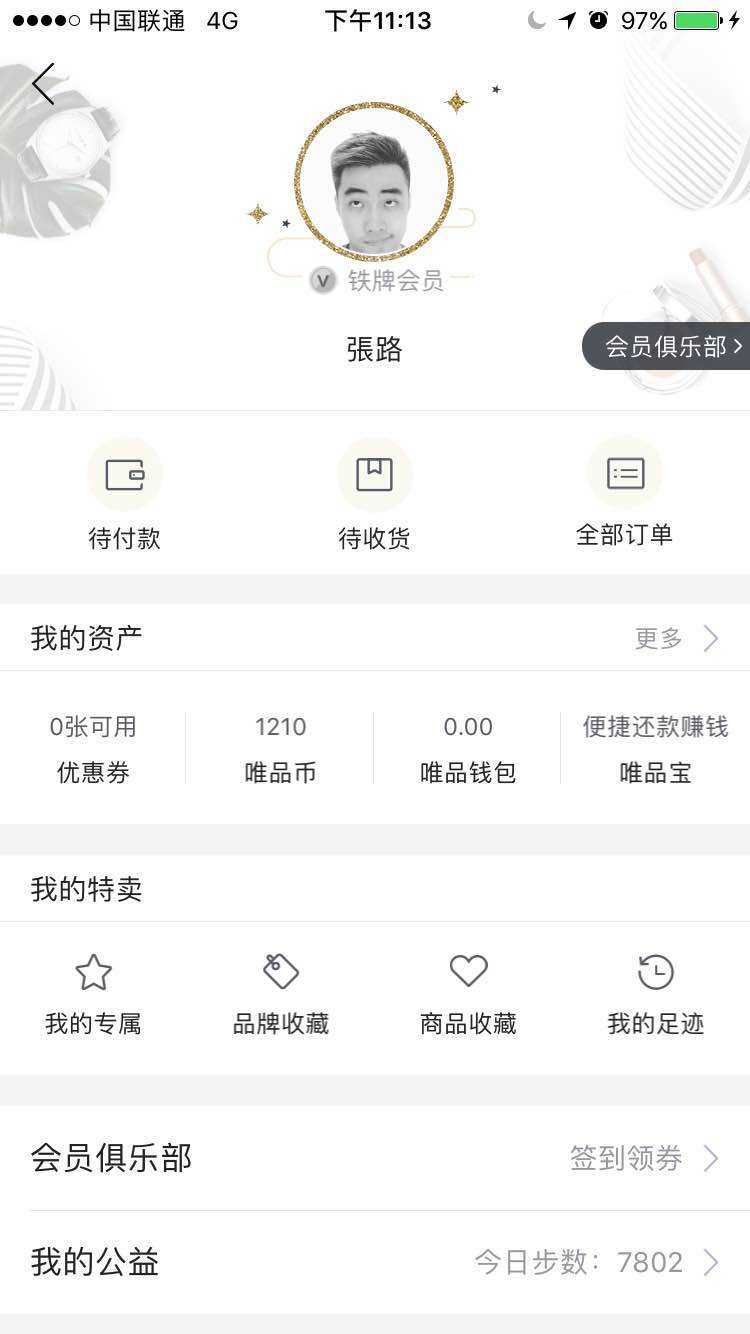 中国联通 4G 下午11:13 97%
V 铁牌会员
張路
会员俱乐部
待付款 待收货 全部订单
我的资产 更多
0张可用 1210 0.00 便捷还款赚钱
优惠券 唯品币 唯品钱包 唯品宝
我的特卖
我的专属 品牌收藏 商品收藏 我的足迹
会员俱乐部 签到领券
我的公益 今日步数：7802